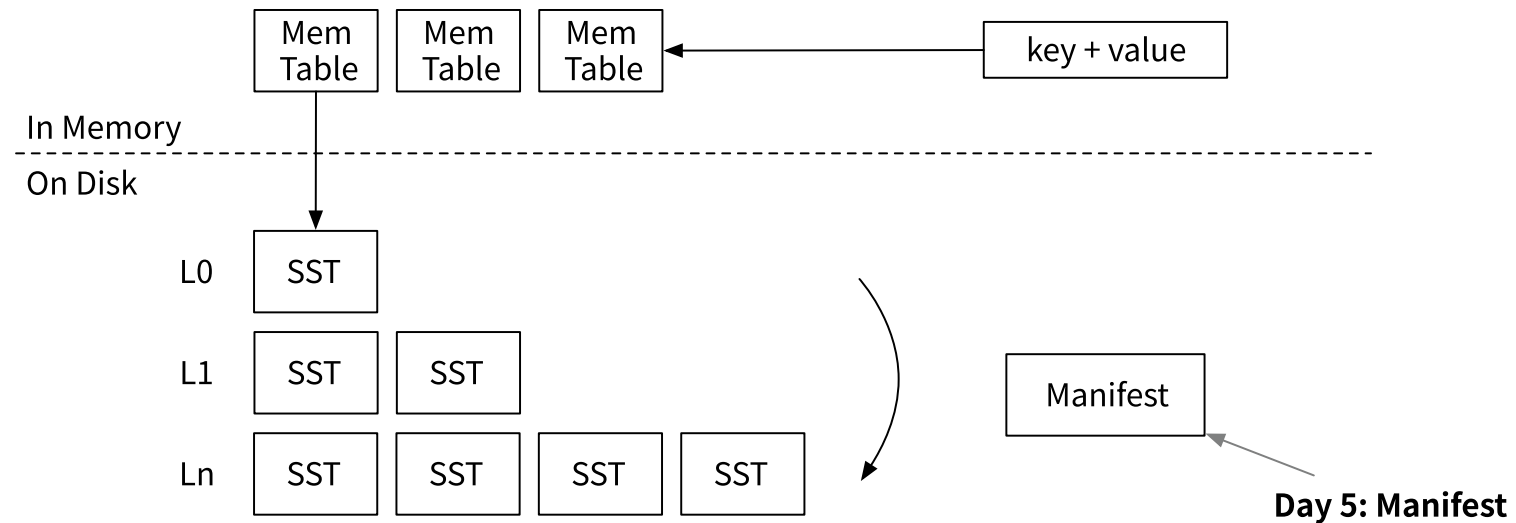 Mem
Table
Mem
Table
Mem
Table
key + value
In Memory
On Disk
L0
SST
L1
SST
SST
Manifest
Ln
SST
SST
SST
SST
Day 5: Manifest